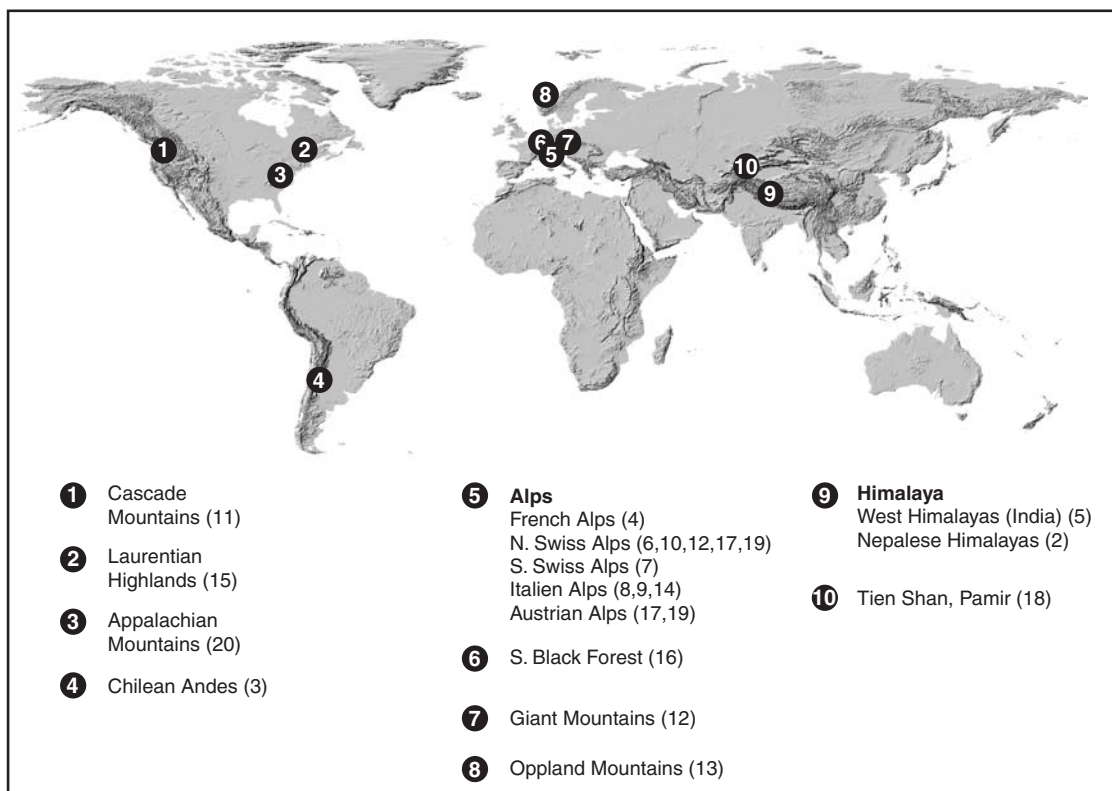 8
6
7
5
1
2
3
10
9
4
1 Cascade
Mountains (11)
2 Laurentian
Highlands (15)
3 Appalachian
Mountains (20)
4 Chilean Andes (3)
5 Alps
French Alps (4)
N. Swiss Alps (6,10,12,17,19)
S. Swiss Alps (7)
Italien Alps (8,9,14)
Austrian Alps (17,19)
6 S. Black Forest (16)
7 Giant Mountains (12)
8 Oppland Mountains (13)
9 Himalaya
West Himalayas (India) (5)
Nepalese Himalayas (2)
10 Tien Shan, Pamir (18)